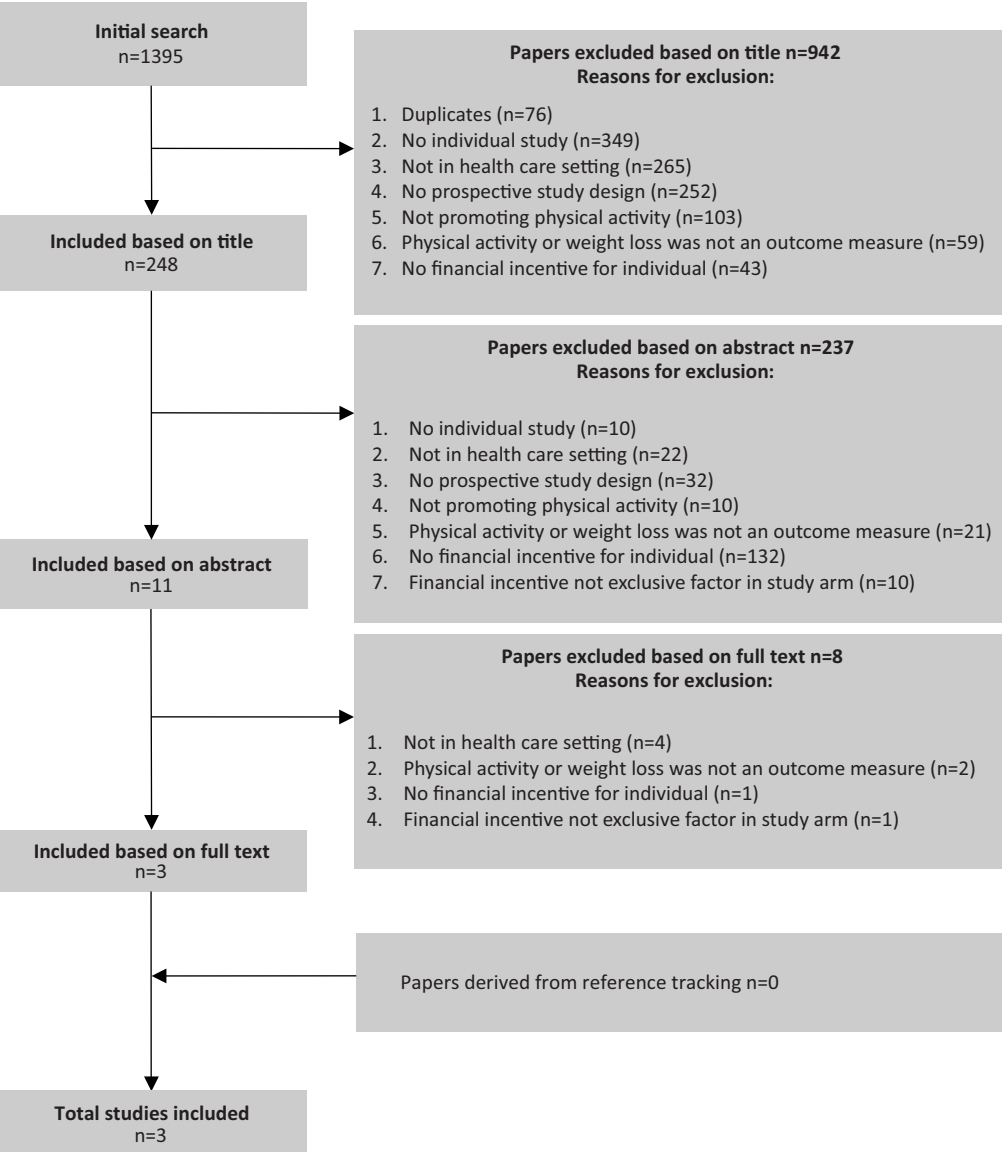 Initial search
n=1395
Papers excluded based on title n=942
Reasons for exclusion:
1. Duplicates (n=76)
2. No individual study (n=349)
3. Not in health care setting (n=265)
4. No prospective study design (n=252)
5. Not promoting physical activity (n=103)
6. Physical activity or weight loss was not an outcome measure (n=59)
7. No financial incentive for individual (n=43)
Included based on title
n=248
Papers excluded based on abstract n=237
Reasons for exclusion:
1. No individual study (n=10)
2. Not in health care setting (n=22)
3. No prospective study design (n=32)
4. Not promoting physical activity (n=10)
5. Physical activity or weight loss was not an outcome measure (n=21)
6. No financial incentive for individual (n=132)
7. Financial incentive not exclusive factor in study arm (n=10)
Included based on abstract
n=11
Papers excluded based on full text n=8
Reasons for exclusion:
1. Not in health care setting (n=4)
2. Physical activity or weight loss was not an outcome measure (n=2)
3. No financial incentive for individual (n=1)
4. Financial incentive not exclusive factor in study arm (n=1)
Included based on full text
n=3
Papers derived from reference tracking n=0
Total studies included
n=3